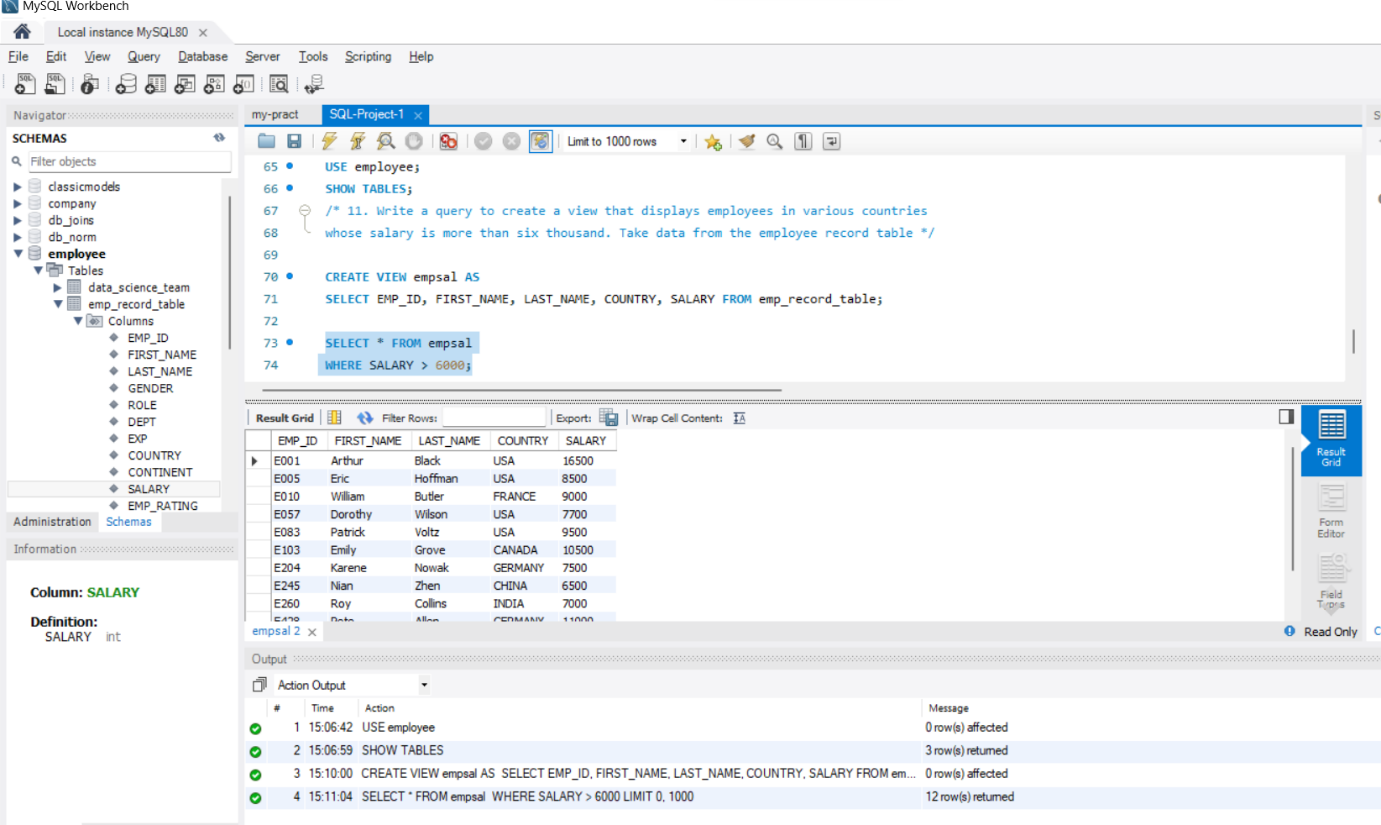 MySQL Workbench
Local instance MySQL80
File Edit View Query Database Server Tools Scripting Help
Navigator
SCHEMAS
Filter objects
classicmodels
company
db_joins
db_norm
employee
Tables
data_science_team
emp_record_table
Columns
EMP_ID
FIRST_NAME
LAST_NAME
GENDER
ROLE
DEPT
EXP
COUNTRY
CONTINENT
SALARY
EMP_RATING
Administration Schemas
Information
Column: SALARY
Definition:
SALARY int
my-pract SQL-Project-1
Limit to 1000 rows
65 USE employee;
66 SHOW TABLES;
67 /* 11. Write a query to create a view that displays employees in various countries
68 whose salary is more than six thousand. Take data from the employee record table */
69
70 CREATE VIEW empsal AS
71 SELECT EMP_ID, FIRST_NAME, LAST_NAME, COUNTRY, SALARY FROM emp_record_table;
72
73 SELECT * FROM empsal
74 WHERE SALARY > 6000;
Result Grid Filter Rows: Export: Wrap Cell Content:
EMP_ID FIRST_NAME LAST_NAME COUNTRY SALARY
E001 Arthur Black USA 16500
E005 Eric Hoffman USA 8500
E010 William Butler FRANCE 9000
E057 Dorothy Wilson USA 7700
E083 Patrick Voltz USA 9500
E103 Emily Grove CANADA 10500
E204 Karene Nowak GERMANY 7500
E245 Nian Zhen CHINA 6500
E260 Roy Collins INDIA 7000
E428 Pete Allen GERMANY 11000
Result
Grid
Form
Editor
Field
Types
empsal 2
Read Only
Output
Action Output
# Time Action Message
1 15:06:42 USE employee 0 row(s) affected
2 15:06:59 SHOW TABLES 3 row(s) returned
3 15:10:00 CREATE VIEW empsal AS SELECT EMP_ID, FIRST_NAME, LAST_NAME, COUNTRY, SALARY FROM em... 0 row(s) affected
4 15:11:04 SELECT * FROM empsal WHERE SALARY > 6000 LIMIT 0, 1000 12 row(s) returned